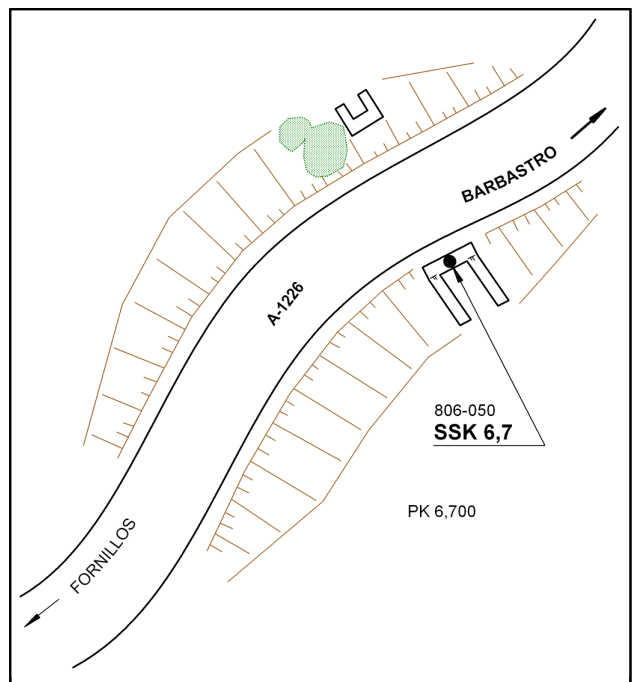 BARBASTRO
A-1226
806-050
SSK 6,7
PK 6,700
FORNILLOS